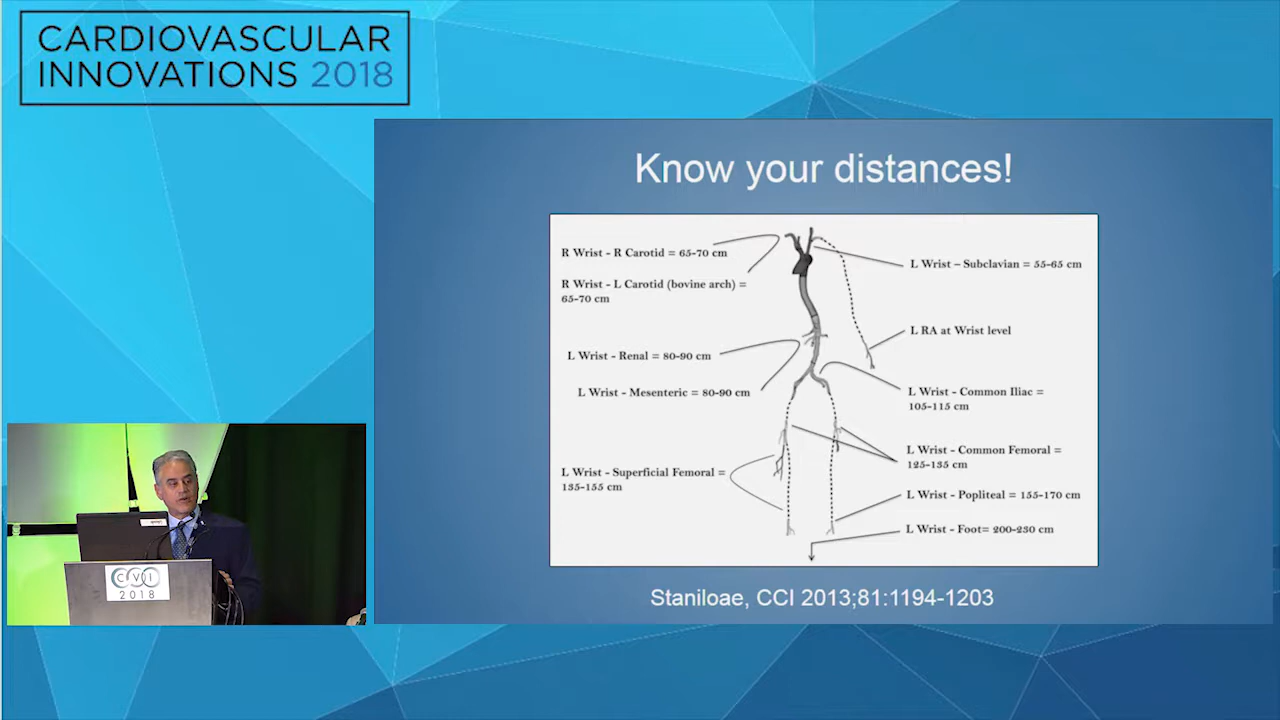 CARDIOVASCULAR
INNOVATIONS 2018
Know your distances!
R Wrist - R Carotid = 65-70 cm
R Wrist - L Carotid (bovine arch) =
65-70 cm
L Wrist - Renal = 80-90 cm
L Wrist - Mesenteric = 80-90 cm
L Wrist - Superficial Femoral =
135-155 cm
L Wrist – Subclavian = 55-65 cm
L RA at Wrist level
L Wrist - Common Iliac =
105-115 cm
L Wrist - Common Femoral =
125-135 cm
L Wrist - Popliteal = 155-170 cm
L Wrist - Foot= 200-230 cm
Staniloae, CCI 2013;81:1194-1203
CVI
2018